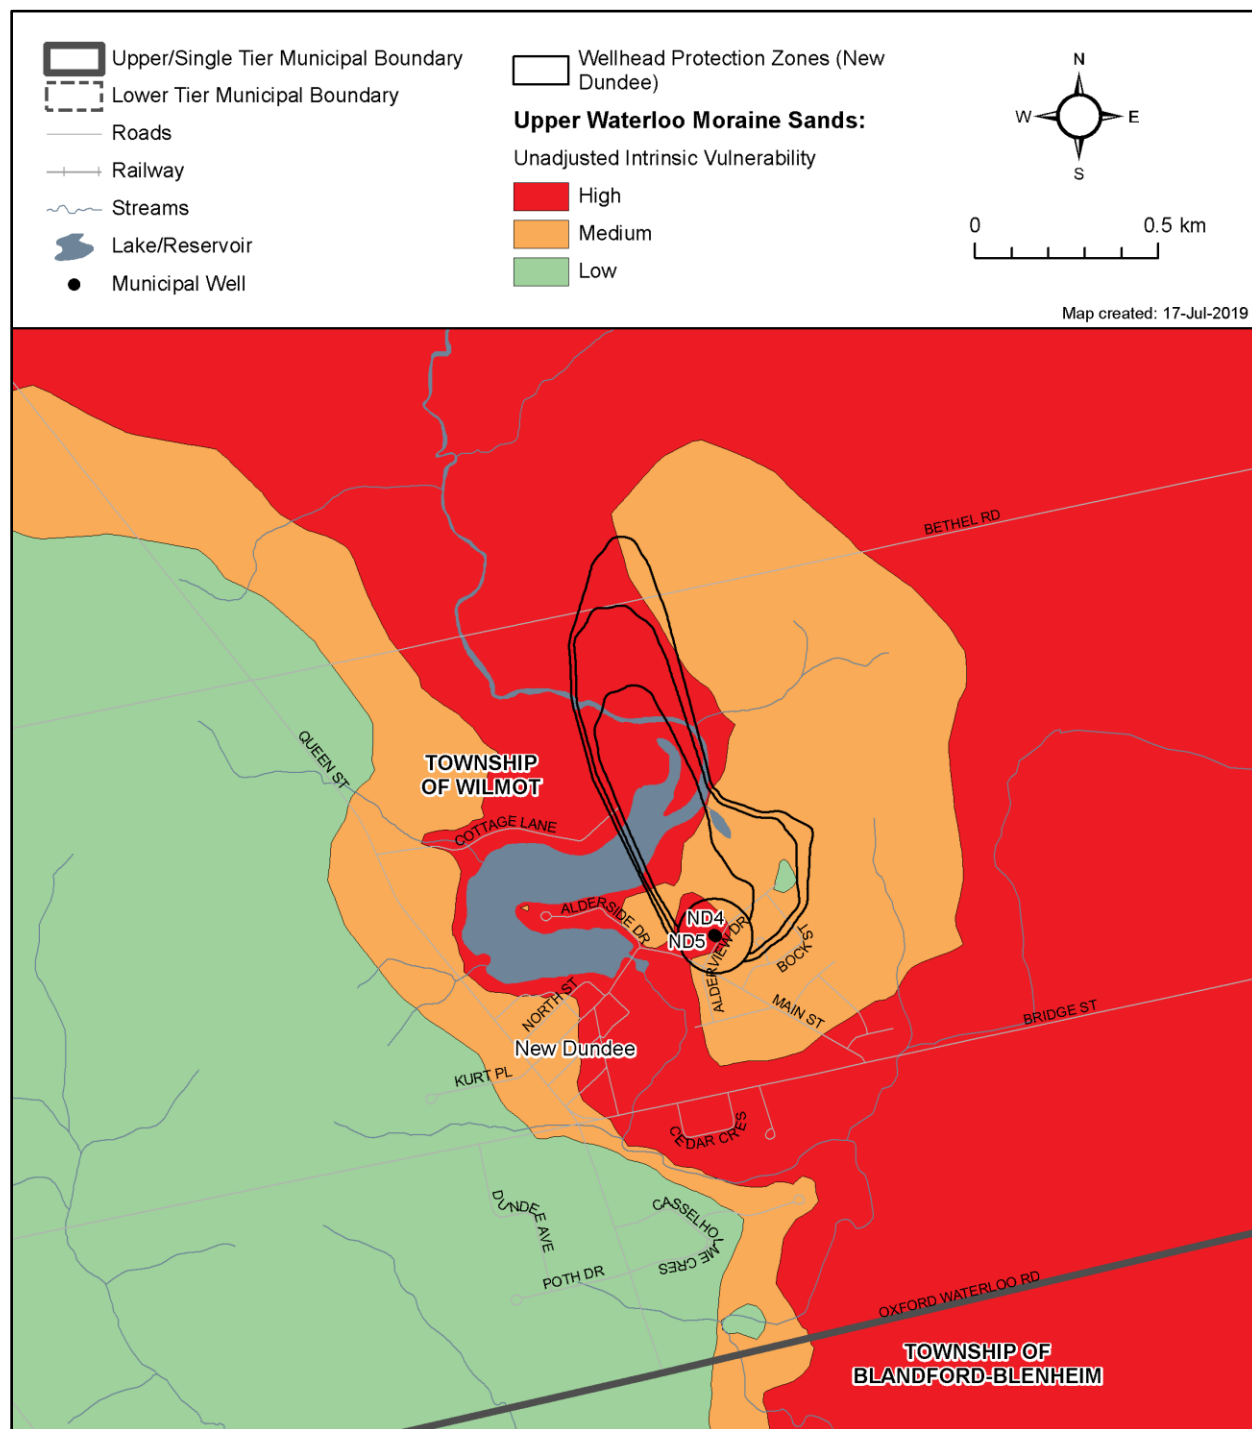 Upper/Single Tier Municipal Boundary
Lower Tier Municipal Boundary
Roads
Railway
Streams
Lake/Reservoir
Municipal Well
Wellhead Protection Zones (New
Dundee)
Upper Waterloo Moraine Sands:
Unadjusted Intrinsic Vulnerability
High
Medium
Low
N
W
E
S
0
0.5 km
Map created: 17-Jul-2019
BETHEL RD
QUEEN ST
TOWNSHIP
OF WILMOT
COTTAGE LANE
ALDERSIDE DR
ND4
ND5
ALDERVIEW DR
BOCK ST
MAIN ST
NORTH ST
BRIDGE ST
New Dundee
KURT PL
CEDAR CRES
DUNDEE AVE
CASSELHOLME CRES
POTH DR
OXFORD WATERLOO RD
TOWNSHIP OF
BLANDFORD-BLENHEIM